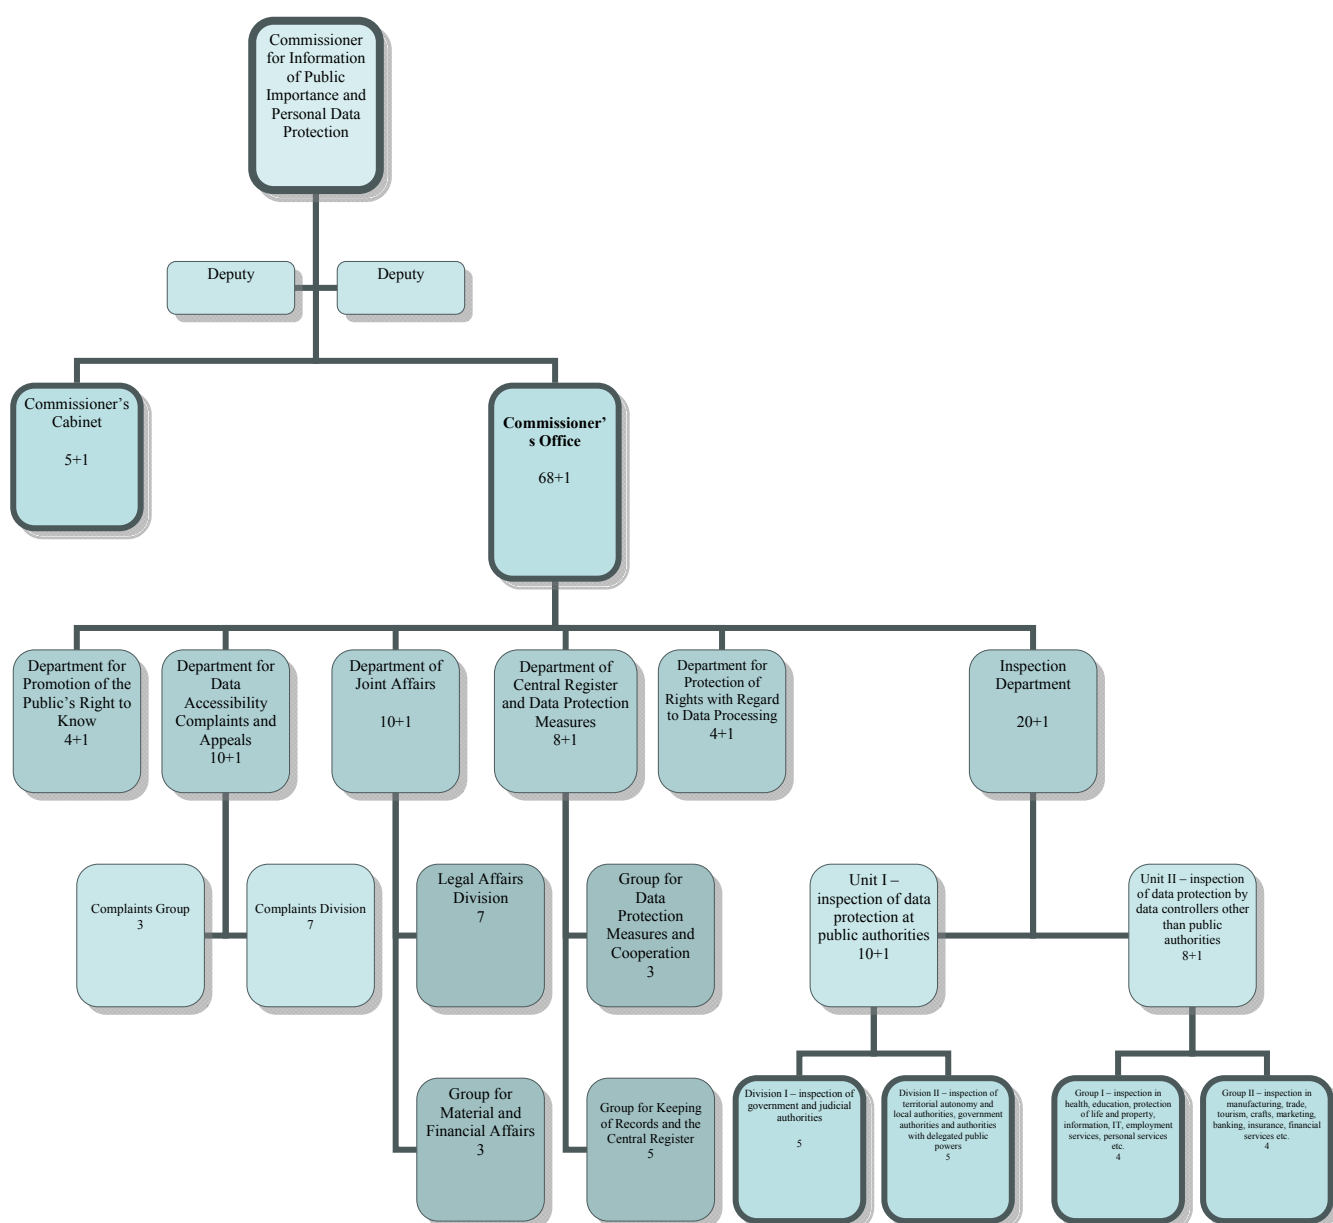 Commissioner
for Information
of Public
Importance and
Personal Data
Protection
Deputy
Deputy
Commissioner's
Cabinet
5+1
Commissioner'
s Office
68+1
Department for
Promotion of the
Public's Right to
Know
4+1
Department for
Data
Accessibility
Complaints and
Appeals
10+1
Department of
Joint Affairs
10+1
Department of
Central Register
and Data Protection
Measures
8+1
Department for
Protection of
Rights with Regard
to Data Processing
4+1
Inspection
Department
20+1
Complaints Group
3
Complaints Division
7
Legal Affairs
Division
7
Group for
Data
Protection
Measures and
Cooperation
3
Unit I –
inspection of data
protection at
public authorities
10+1
Unit II – inspection
of data protection by
data controllers other
than public
authorities
8+1
Group for
Material and
Financial Affairs
3
Group for Keeping
of Records and the
Central Register
5
Division I – inspection of
government and judicial
authorities
5
Division II – inspection of
territorial autonomy and
local authorities, government
authorities and authorities
with delegated public
powers
5
Group I – inspection in
health, education, protection
of life and property,
information, IT, employment
services, personal services
etc.
4
Group II – inspection in
manufacturing, trade,
tourism, crafts, marketing,
banking, insurance, financial
services etc.
4